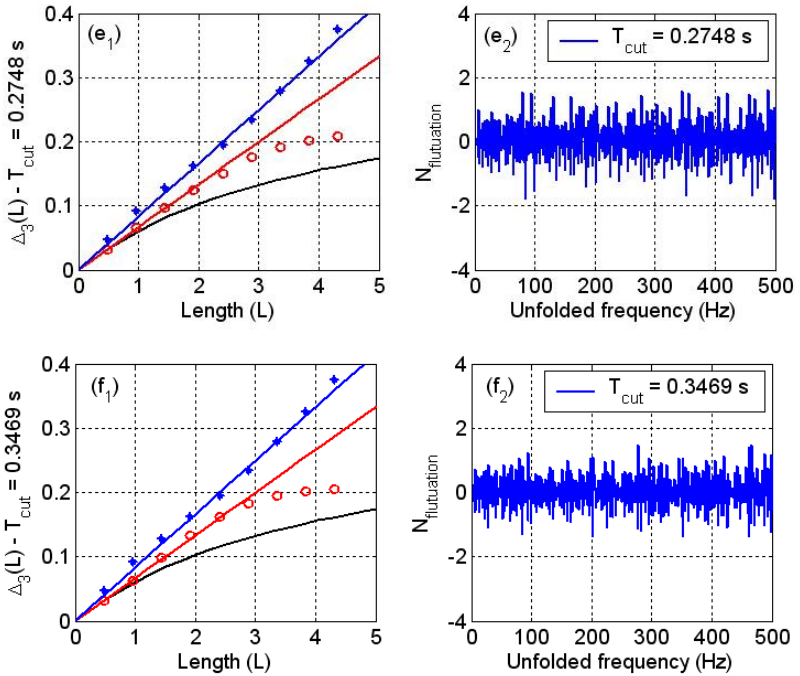 (e1)
Δ3(L) - Tcut = 0.2748 s
0.4
0.3
0.2
0.1
0
0 1 2 3 4 5
Length (L)
(e2)
Tcut = 0.2748 s
Nflutuation
4
2
0
-2
-4
0 100 200 300 400 500
Unfolded frequency (Hz)
(f1)
Δ3(L) - Tcut = 0.3469 s
0.4
0.3
0.2
0.1
0
0 1 2 3 4 5
Length (L)
(f2)
Tcut = 0.3469 s
Nflutuation
4
2
0
-2
-4
0 100 200 300 400 500
Unfolded frequency (Hz)